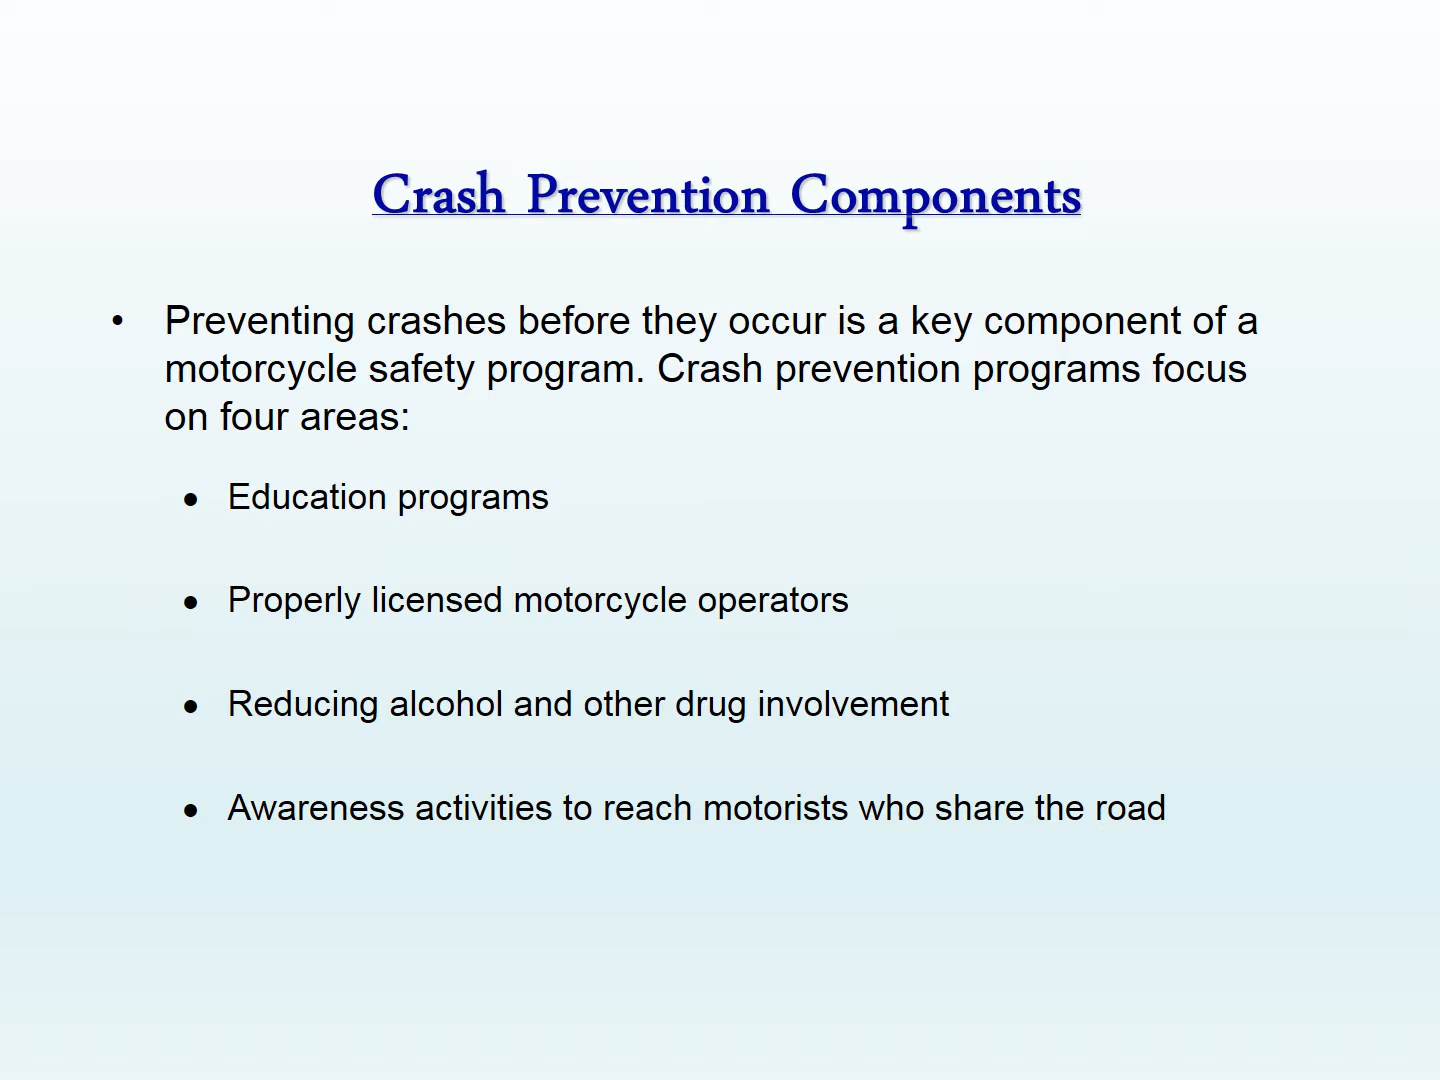 Crash Prevention Components
• Preventing crashes before they occur is a key component of a
motorcycle safety program. Crash prevention programs focus
on four areas:
● Education programs
● Properly licensed motorcycle operators
● Reducing alcohol and other drug involvement
● Awareness activities to reach motorists who share the road